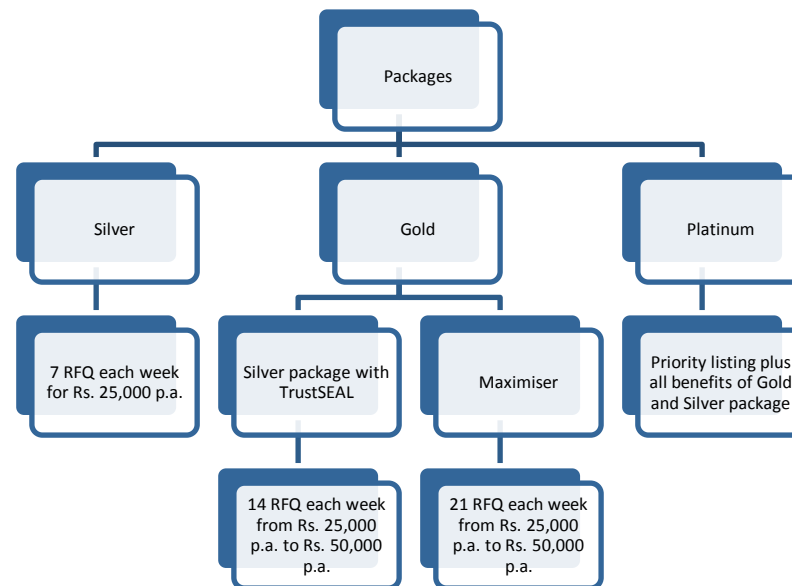 Packages
Silver
Gold
Platinum
7 RFQ each week
for Rs. 25,000 p.a.
Silver package with
TrustSEAL
Maximiser
Priority listing plus
all benefits of Gold
and Silver package
14 RFQ each week
from Rs. 25,000
p.a. to Rs. 50,000
p.a.
21 RFQ each week
from Rs. 25,000
p.a. to Rs. 50,000
p.a.